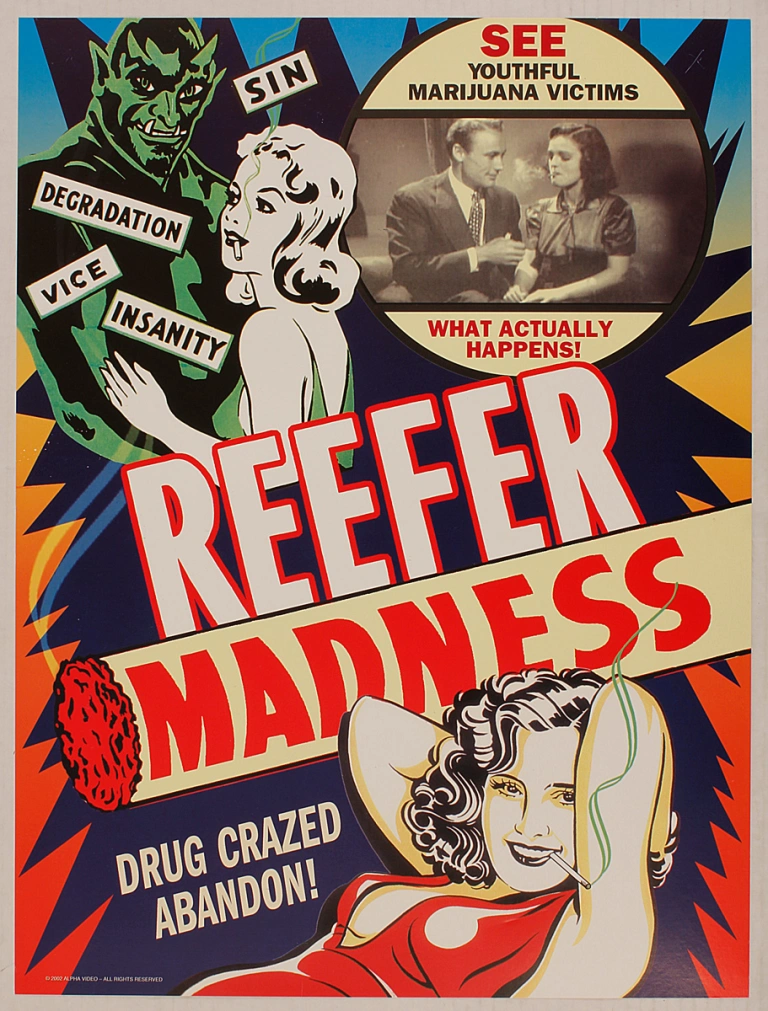 SIN
DEGRADATION
VICE
INSANITY
SEE
YOUTHFUL
MARIJUANA VICTIMS
WHAT ACTUALLY
HAPPENS!
REEFER
MADNESS
DRUG CRAZED
ABANDON!
© 2002 ALPHA VIDEO – ALL RIGHTS RESERVED